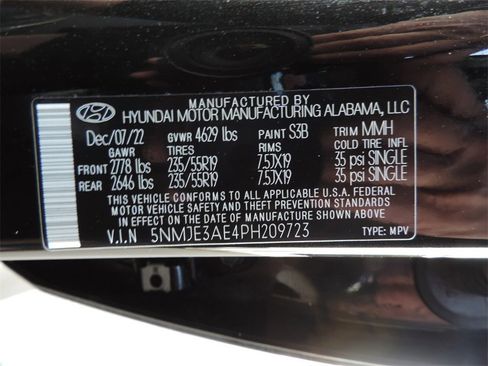 MANUFACTURED BY
HYUNDAI MOTOR MANUFACTURING ALABAMA, LLC
Dec/07/22 GVWR 4629 lbs PAINT S3B TRIM MMH
GAWR TIRES RIMS COLD TIRE INFL
FRONT 2778 lbs 235/55R19 7.5JX19 35 psi SINGLE
REAR 2646 lbs 235/55R19 7.5JX19 35 psi SINGLE
THIS VEHICLE CONFORMS TO ALL APPLICABLE U.S.A. FEDERAL
MOTOR VEHICLE SAFETY AND THEFT PREVENTION STANDARDS
IN EFFECT ON THE DATE OF MANUFACTURE SHOWN ABOVE.
V.I.N 5NMJE3AE4PH209723 TYPE: MPV